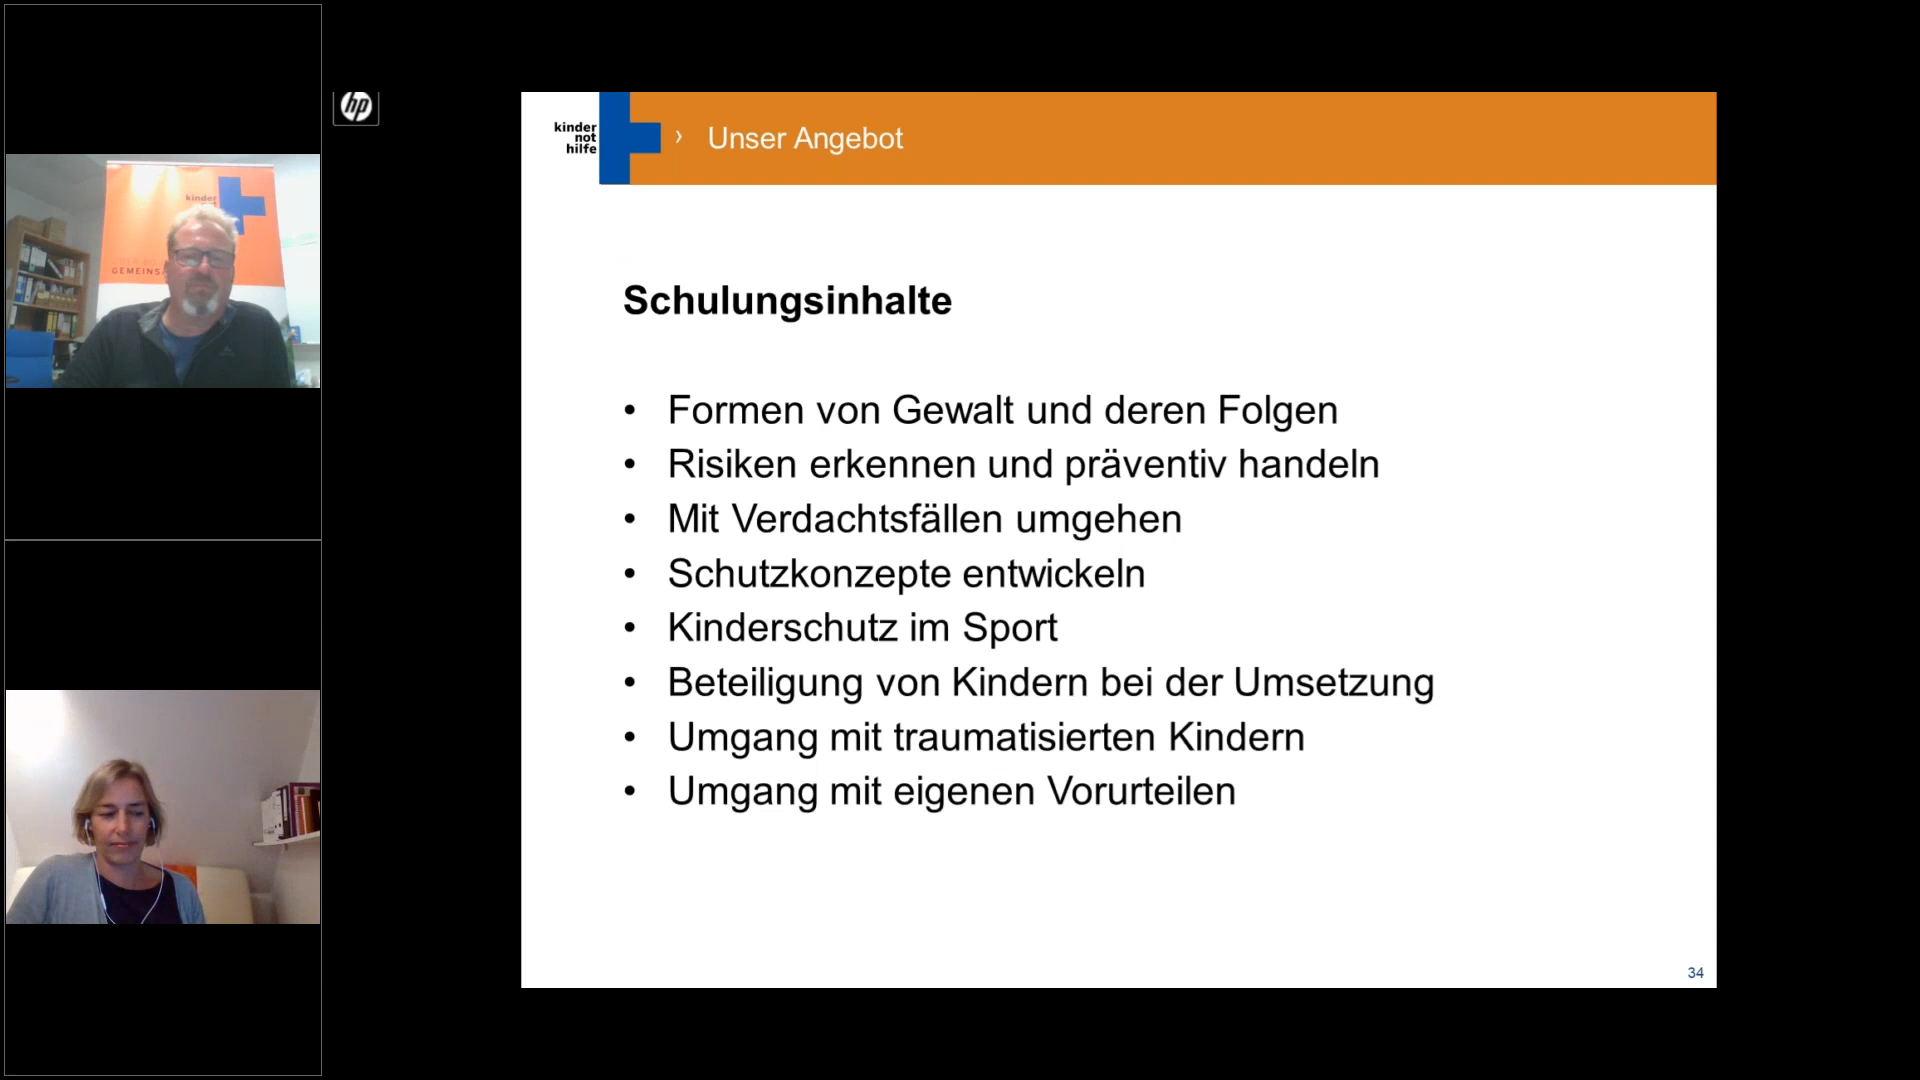 hp
kinder
GEMEINS
kinder
not
hilfe
› Unser Angebot
Schulungsinhalte
• Formen von Gewalt und deren Folgen
• Risiken erkennen und präventiv handeln
• Mit Verdachtsfällen umgehen
• Schutzkonzepte entwickeln
• Kinderschutz im Sport
• Beteiligung von Kindern bei der Umsetzung
• Umgang mit traumatisierten Kindern
• Umgang mit eigenen Vorurteilen
34